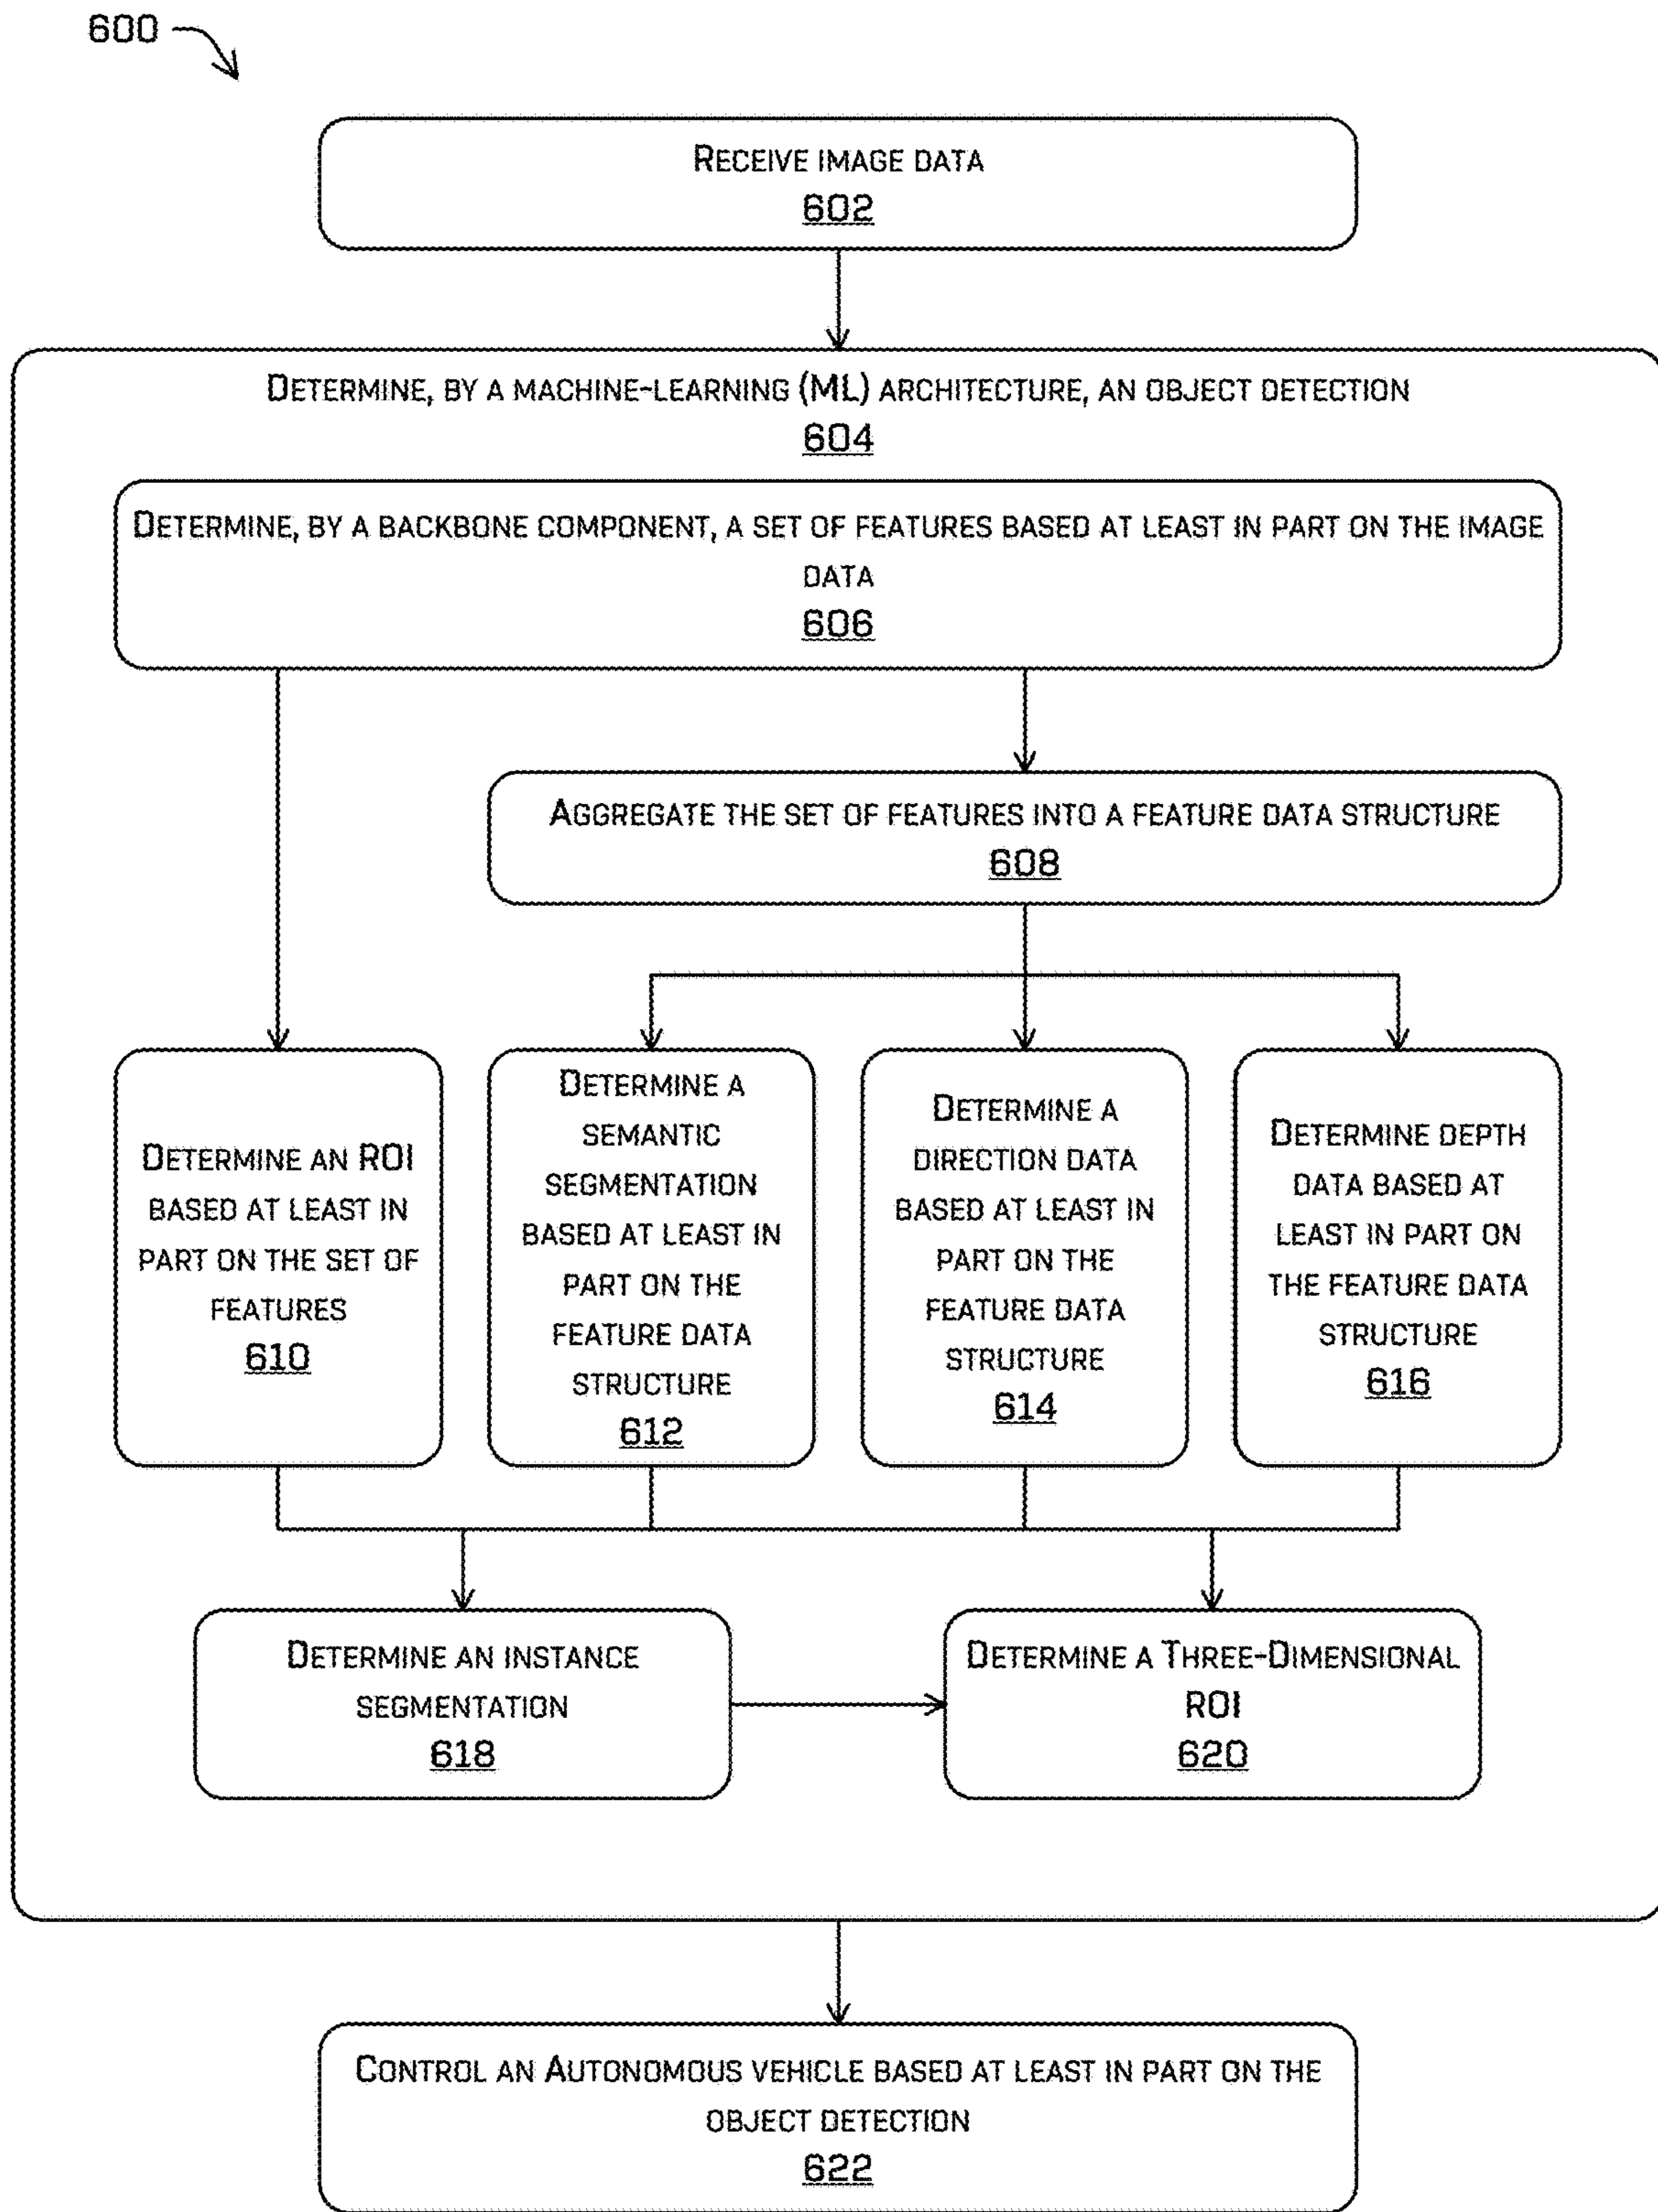 600
RECEIVE IMAGE DATA
602
DETERMINE, BY A MACHINE-LEARNING (ML) ARCHITECTURE, AN OBJECT DETECTION
604
DETERMINE, BY A BACKBONE COMPONENT, A SET OF FEATURES BASED AT LEAST IN PART ON THE IMAGE
DATA
606
AGGREGATE THE SET OF FEATURES INTO A FEATURE DATA STRUCTURE
608
DETERMINE AN ROI
BASED AT LEAST IN
PART ON THE SET OF
FEATURES
610
DETERMINE A
SEMANTIC
SEGMENTATION
BASED AT LEAST IN
PART ON THE
FEATURE DATA
STRUCTURE
612
DETERMINE A
DIRECTION DATA
BASED AT LEAST IN
PART ON THE
FEATURE DATA
STRUCTURE
614
DETERMINE DEPTH
DATA BASED AT
LEAST IN PART ON
THE FEATURE DATA
STRUCTURE
616
DETERMINE AN INSTANCE
SEGMENTATION
618
DETERMINE A THREE-DIMENSIONAL
ROI
620
CONTROL AN AUTONOMOUS VEHICLE BASED AT LEAST IN PART ON THE
OBJECT DETECTION
622